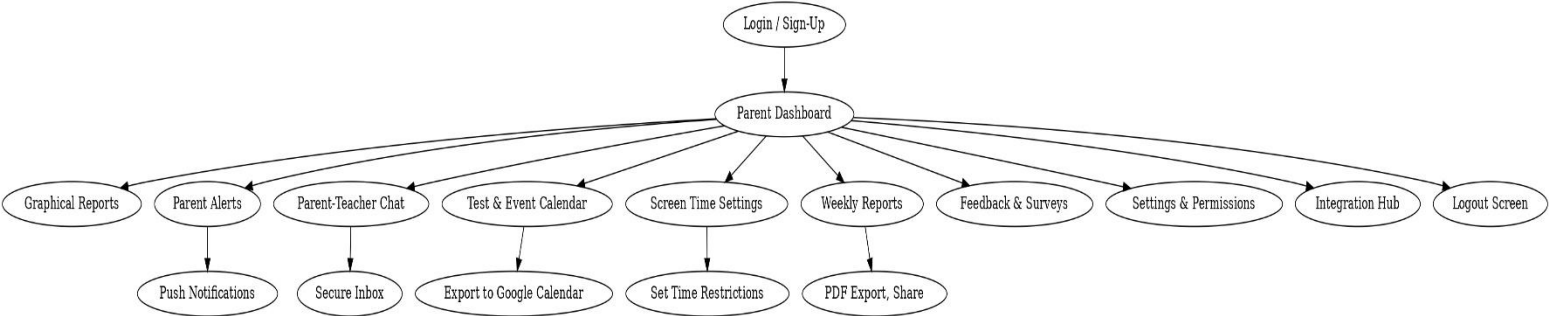 Login / Sign-Up
Parent Dashboard
Graphical Reports
Parent Alerts
Parent-Teacher Chat
Test & Event Calendar
Screen Time Settings
Weekly Reports
Feedback & Surveys
Settings & Permissions
Integration Hub
Logout Screen
Push Notifications
Secure Inbox
Export to Google Calendar
Set Time Restrictions
PDF Export, Share